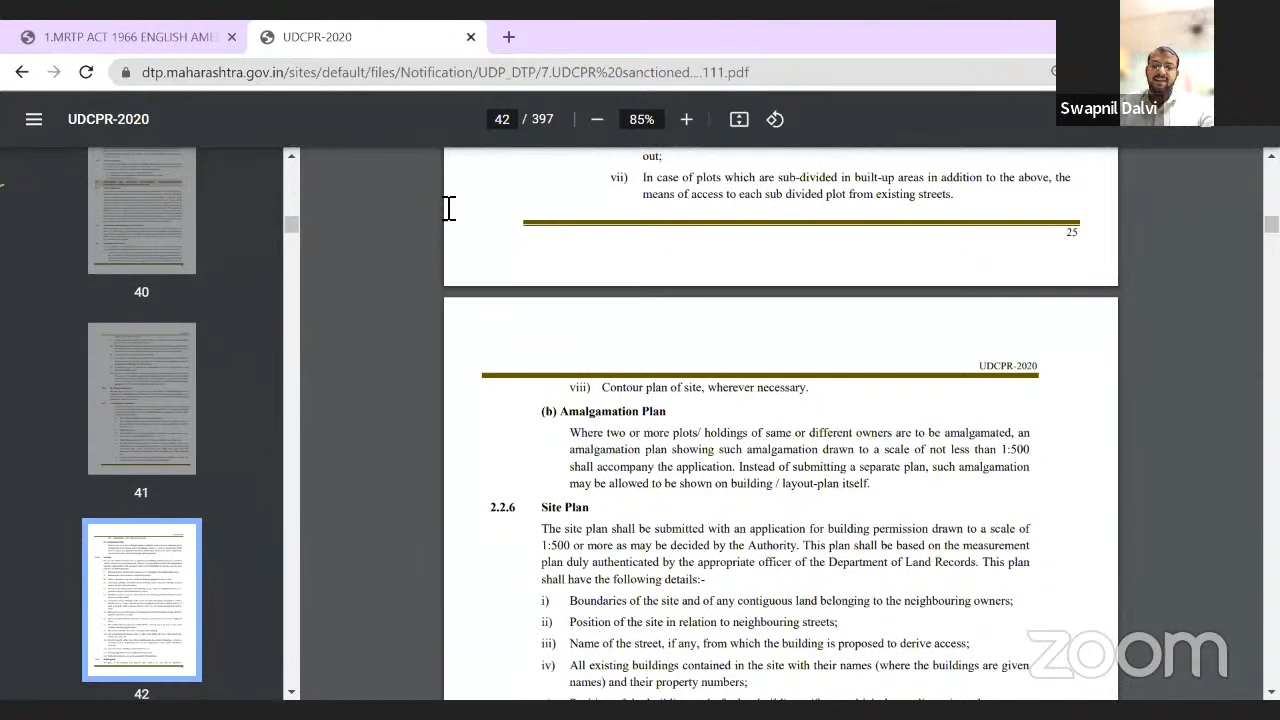 1.MRTP ACT 1966 ENGLISH AME
UDCPR-2020
dtp.maharashtra.gov.in/sites/default/files/Notification/UDP_DTP/7.UDCPR%20sanctioned....111.pdf
Swapnil Dalvi
UDCPR-2020
42 / 397
85%
out;
vii) In case of plots which are sub-divided in built-up areas in addition to the above, the
means of access to each sub divided plot from existing streets.
25
UDCPR-2020
viii) Contour plan of site, wherever necessary.
Amalgamation Plan
Where two or more plots/ holdings of same or different owners are to be amalgamated, an
amalgamation plan showing such amalgamation drawn to a scale of not less than 1:500
shall accompany the application. Instead of submitting a separate plan, such amalgamation
may be allowed to be shown on building / layout-plan itself.
2.2.6 Site Plan
The site plan shall be submitted with an application for building permission drawn to a scale of
1:500 or more as may be decided by the Authority. This plan shall be based on the measurement
plan duly authenticated by the appropriate officer of the Department of Land Records. This plan
shall have the following details:-
Boundaries of the site and of any contiguous land belonging to the neighbouring owners;
position of the site in relation to neighbouring streets;
Name of the street, if any, from which the building is proposed to derive access;
iv) All existing buildings contained in the site with their names (where the buildings are given
names) and their property numbers;
40
41
42
zoom